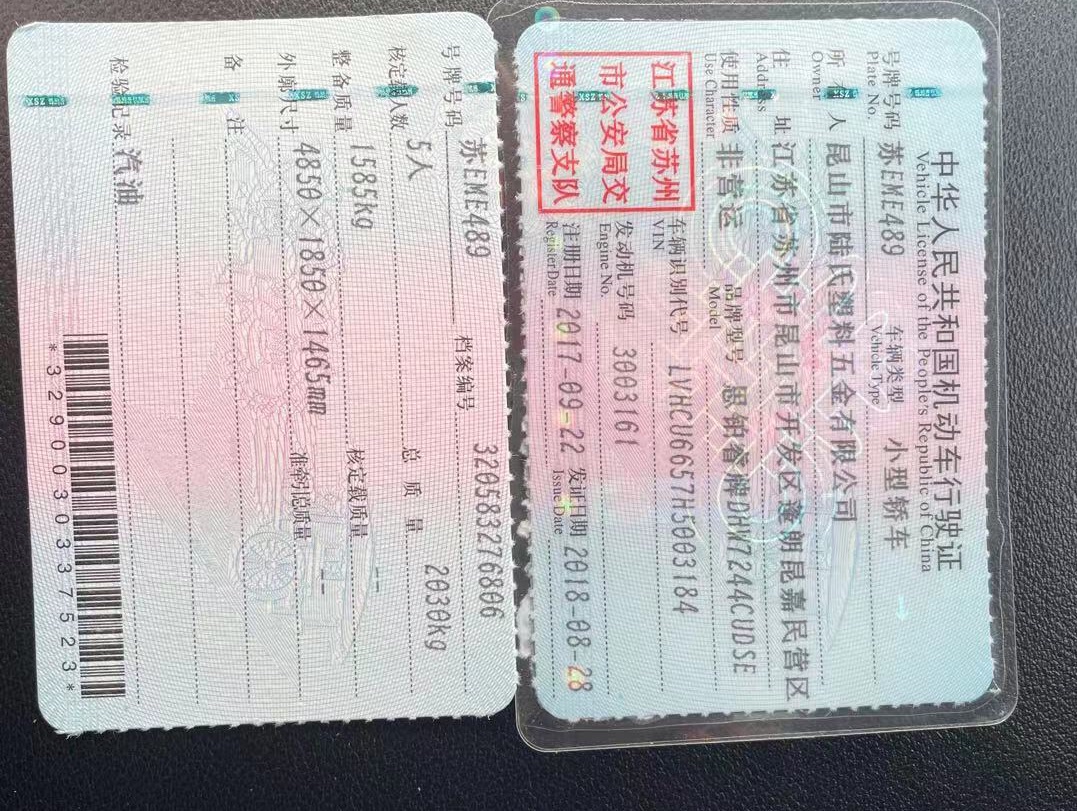 中华人民共和国机动车行驶证
Vehicle License of the People's Republic of China
号牌号码 苏EME489 车辆类型 小型轿车
Plate No. Vehicle Type
所有人 昆山市陆氏塑料五金有限公司
Owner
住址 江苏省苏州市昆山市开发区蓬朗昆嘉民营区
Address
使用性质 非营运 品牌型号 思铂睿牌DHW7244CUDSE
Use Character Model
江苏省苏州
市公安局交
通警察支队
车辆识别代号 LVHCU6657H5003184
VIN
发动机号码 3003161
Engine No.
注册日期 2017-09-22 发证日期 2018-08-28
Register Date Issue Date
号牌号码 苏EME489 档案编号 320583276806
核定载人数 5人 总质量 2030kg
整备质量 1585kg 核定载质量 --
外廓尺寸 4850×1850×1465mm 准牵引总质量 --
备注
检验记录 汽油
*3290030337523*